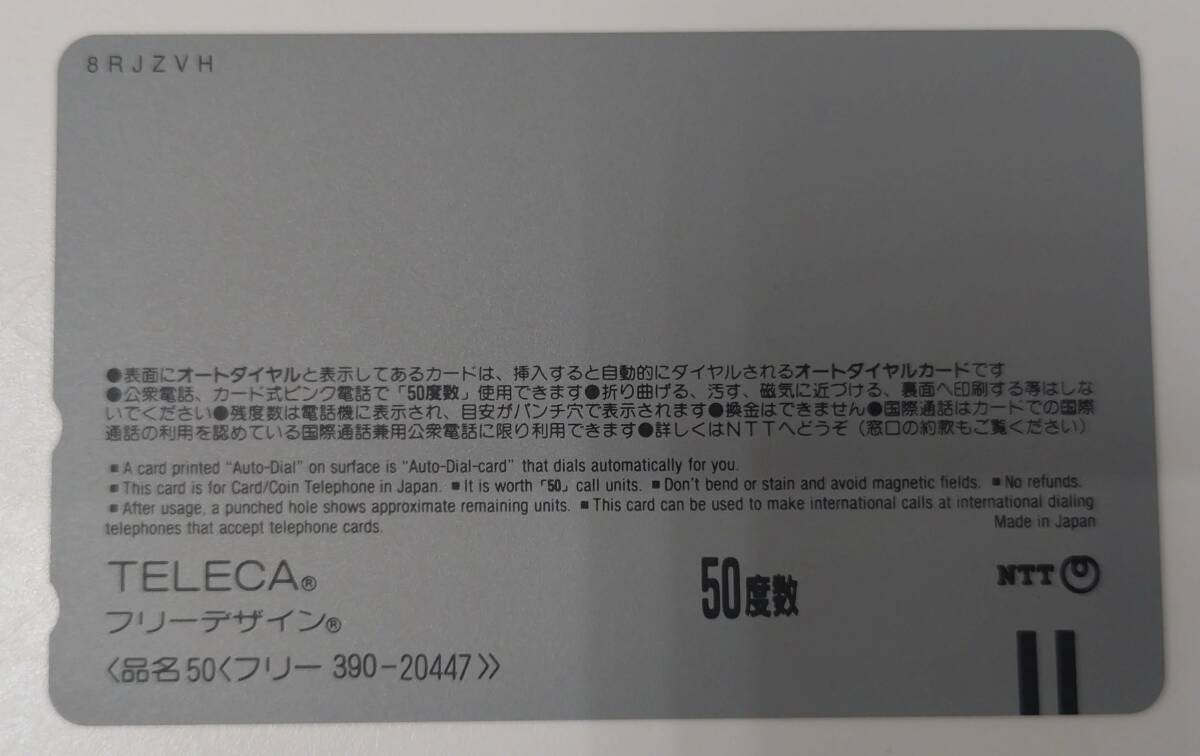 8RJZVH
●表面にオートダイヤルと表示してあるカードは、挿入すると自動的にダイヤルされるオートダイヤルカードです
●公衆電話、カード式ピンク電話で「50度数」使用できます●折り曲げる、汚す、磁気に近づける、裏面へ印刷する等はしな
いでください●残度数は電話機に表示され、目安がパンチ穴で表示されます●換金はできません●国際通話はカードでの国際
通話の利用を認めている国際通話兼用公衆電話に限り利用できます●詳しくはNTTへどうぞ（窓口の約款もご覧ください）
■ A card printed "Auto-Dial" on surface is "Auto-Dial-card" that dials automatically for you.
■ This card is for Card/Coin Telephone in Japan. ■ It is worth「50」call units. ■ Don't bend or stain and avoid magnetic fields. ■ No refunds.
■ After usage, a punched hole shows approximate remaining units. ■ This card can be used to make international calls at international dialing
telephones that accept telephone cards.
Made in Japan
TELECA®
フリーデザイン®
〈品名50〈フリー 390-20447〉〉
50度数
NTT